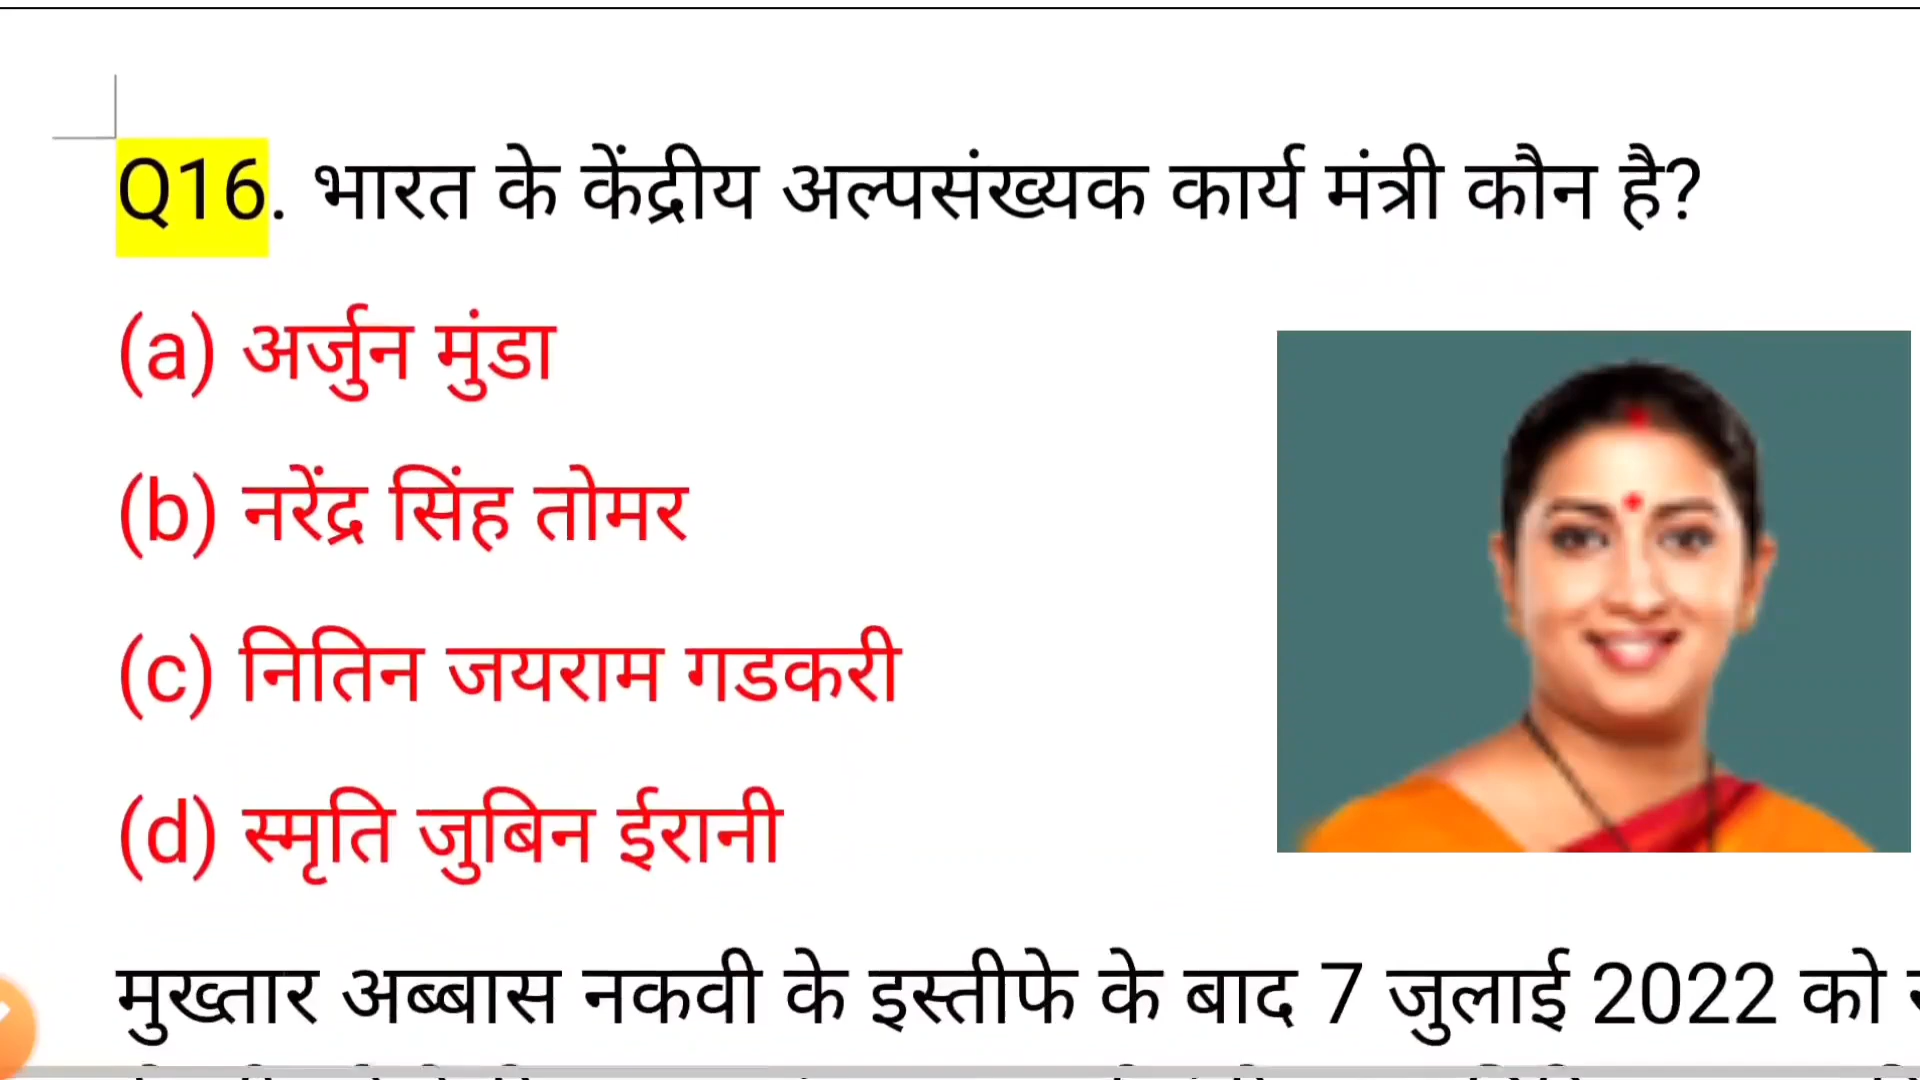 Q16. भारत के केंद्रीय अल्पसंख्यक कार्य मंत्री कौन है?
(a) अर्जुन मुंडा
(b) नरेंद्र सिंह तोमर
(c) नितिन जयराम गडकरी
(d) स्मृति जुबिन ईरानी
मुख्तार अब्बास नकवी के इस्तीफे के बाद 7 जुलाई 2022 को